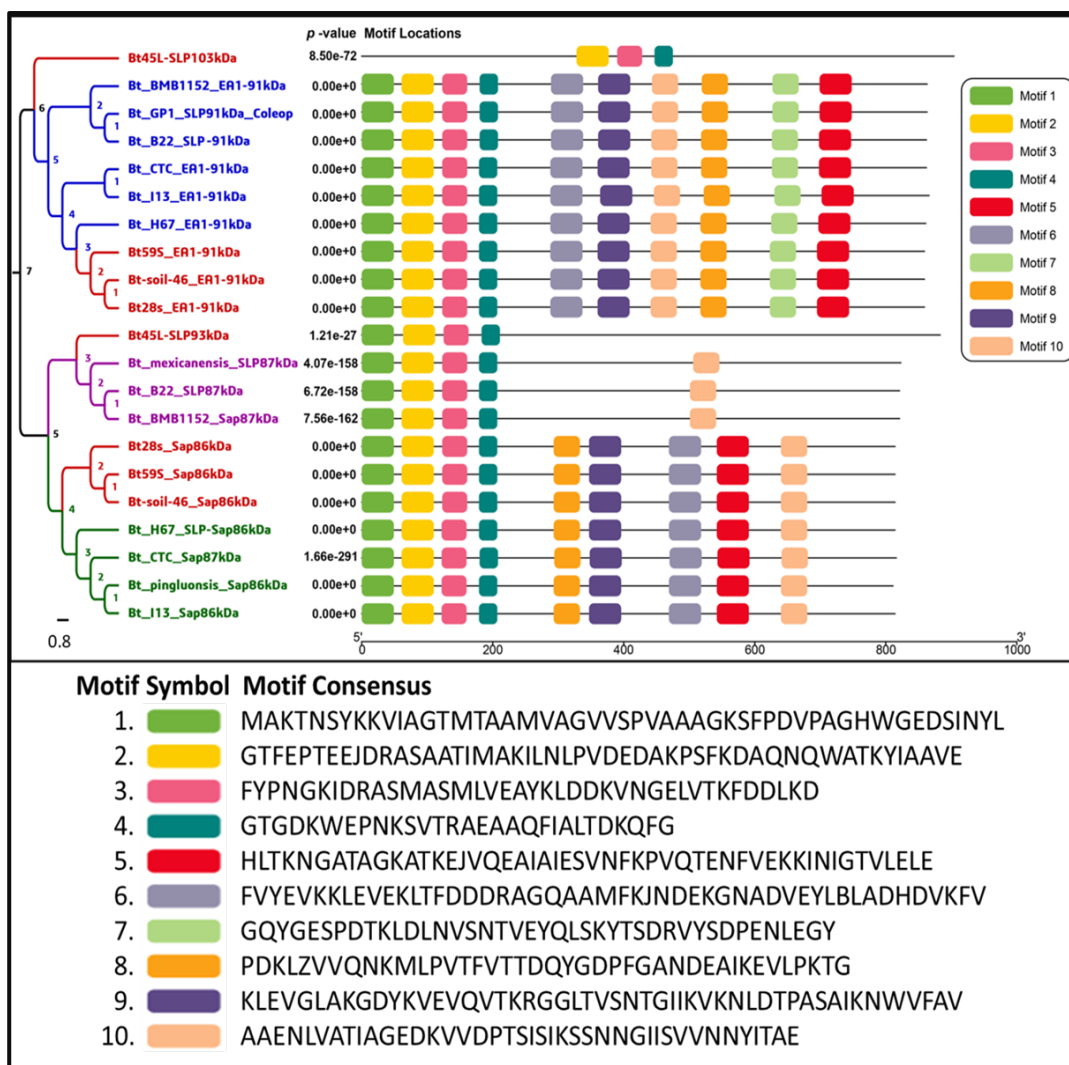 p -value Motif Locations
Bt45L-SLP103kDa 8.50e-72
Bt_BMB1152_EA1-91kDa 0.00e+0
Bt_GP1_SLP91kDa_Coleop 0.00e+0
Bt_B22_SLP-91kDa 0.00e+0
Bt_CTC_EA1-91kDa 0.00e+0
Bt_I13_EA1-91kDa 0.00e+0
Bt_H67_EA1-91kDa 0.00e+0
Bt59S_EA1-91kDa 0.00e+0
Bt-soil-46_EA1-91kDa 0.00e+0
Bt28s_EA1-91kDa 0.00e+0
Bt45L-SLP93kDa 1.21e-27
Bt_mexicanensis_SLP87kDa 4.07e-158
Bt_B22_SLP87kDa 6.72e-158
Bt_BMB1152_Sap87kDa 7.56e-162
Bt28s_Sap86kDa 0.00e+0
Bt59S_Sap86kDa 0.00e+0
Bt-soil-46_Sap86kDa 0.00e+0
Bt_H67_SLP-Sap86kDa 0.00e+0
Bt_CTC_Sap87kDa 1.66e-291
Bt_pingluonsis_Sap86kDa 0.00e+0
Bt_I13_Sap86kDa 0.00e+0
6
2
1
5
1
4
3
2
1
7
3
2
1
5
2
1
4
3
2
1
0.8
5' 3'
0 200 400 600 800 1000
Motif 1
Motif 2
Motif 3
Motif 4
Motif 5
Motif 6
Motif 7
Motif 8
Motif 9
Motif 10
Motif Symbol Motif Consensus
1. MAKTNSYKKVIAGTMTAAMVAGVVSPVAAAGKSFPDVPAGHWGEDSINYL
2. GTFEPTEEJDRASAATIMAKILNLPVDEDAKPSFKDAQNQWATKYIAAVE
3. FYPNGKIDRASMASMLVEAYKLDDKVNGELVTKFDDLKD
4. GTGDKWEPNKSVTRAEAAQFIALTDKQFG
5. HLTKNGATAGKATKEJVQEAIAIESVNFKPVQTENFVEKKINIGTVLELE
6. FVYEVKKLEVEKLTFDDDRAGQAAMFKJNDEKGNADVEYLBLADHDVKFV
7. GQYGESPDTKLDLNVSNTVEYQLSKYTSDRVYSDPENLEGY
8. PDKLZVVQNKMLPVTFVTTDQYGDPFGANDEAIKEVLPKTG
9. KLEVGLAKGDYKVEVQVTKRGGLTVSNTGIIKVKNLDTPASAIKNWVFAV
10. AAENLVATIAGEDKVVDPTSISIKSSNNGIISVVNNYITAE